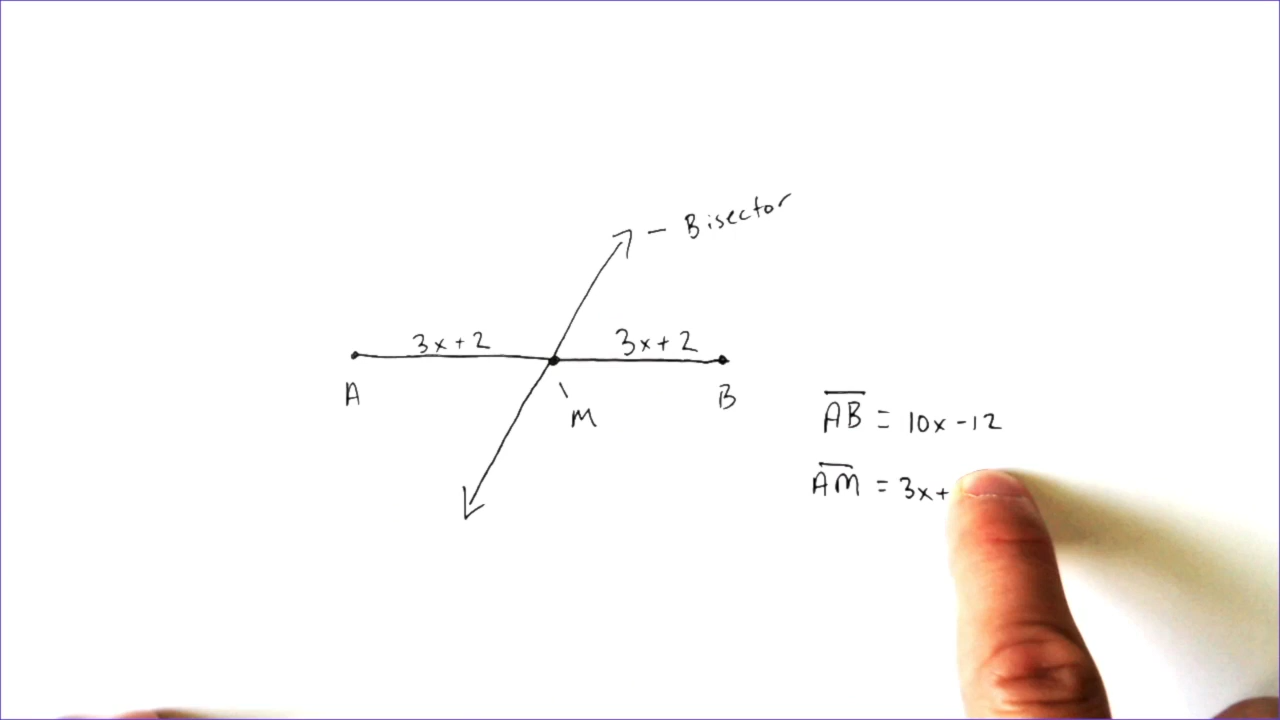 — Bisector
3x+2
3x+2
A
M
B
AB = 10x-12
AM = 3x+